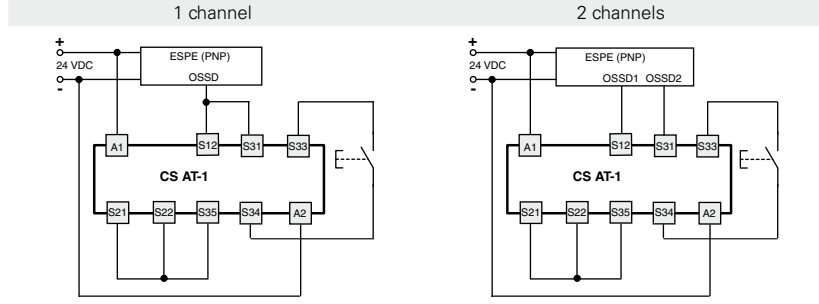 1 channel
2 channels
+
24 VDC
-
ESPE (PNP)
OSSD
A1
S12
S31
S33
CS AT-1
S21
S22
S35
S34
A2
+
24 VDC
-
ESPE (PNP)
OSSD1 OSSD2
A1
S12
S31
S33
CS AT-1
S21
S22
S35
S34
A2